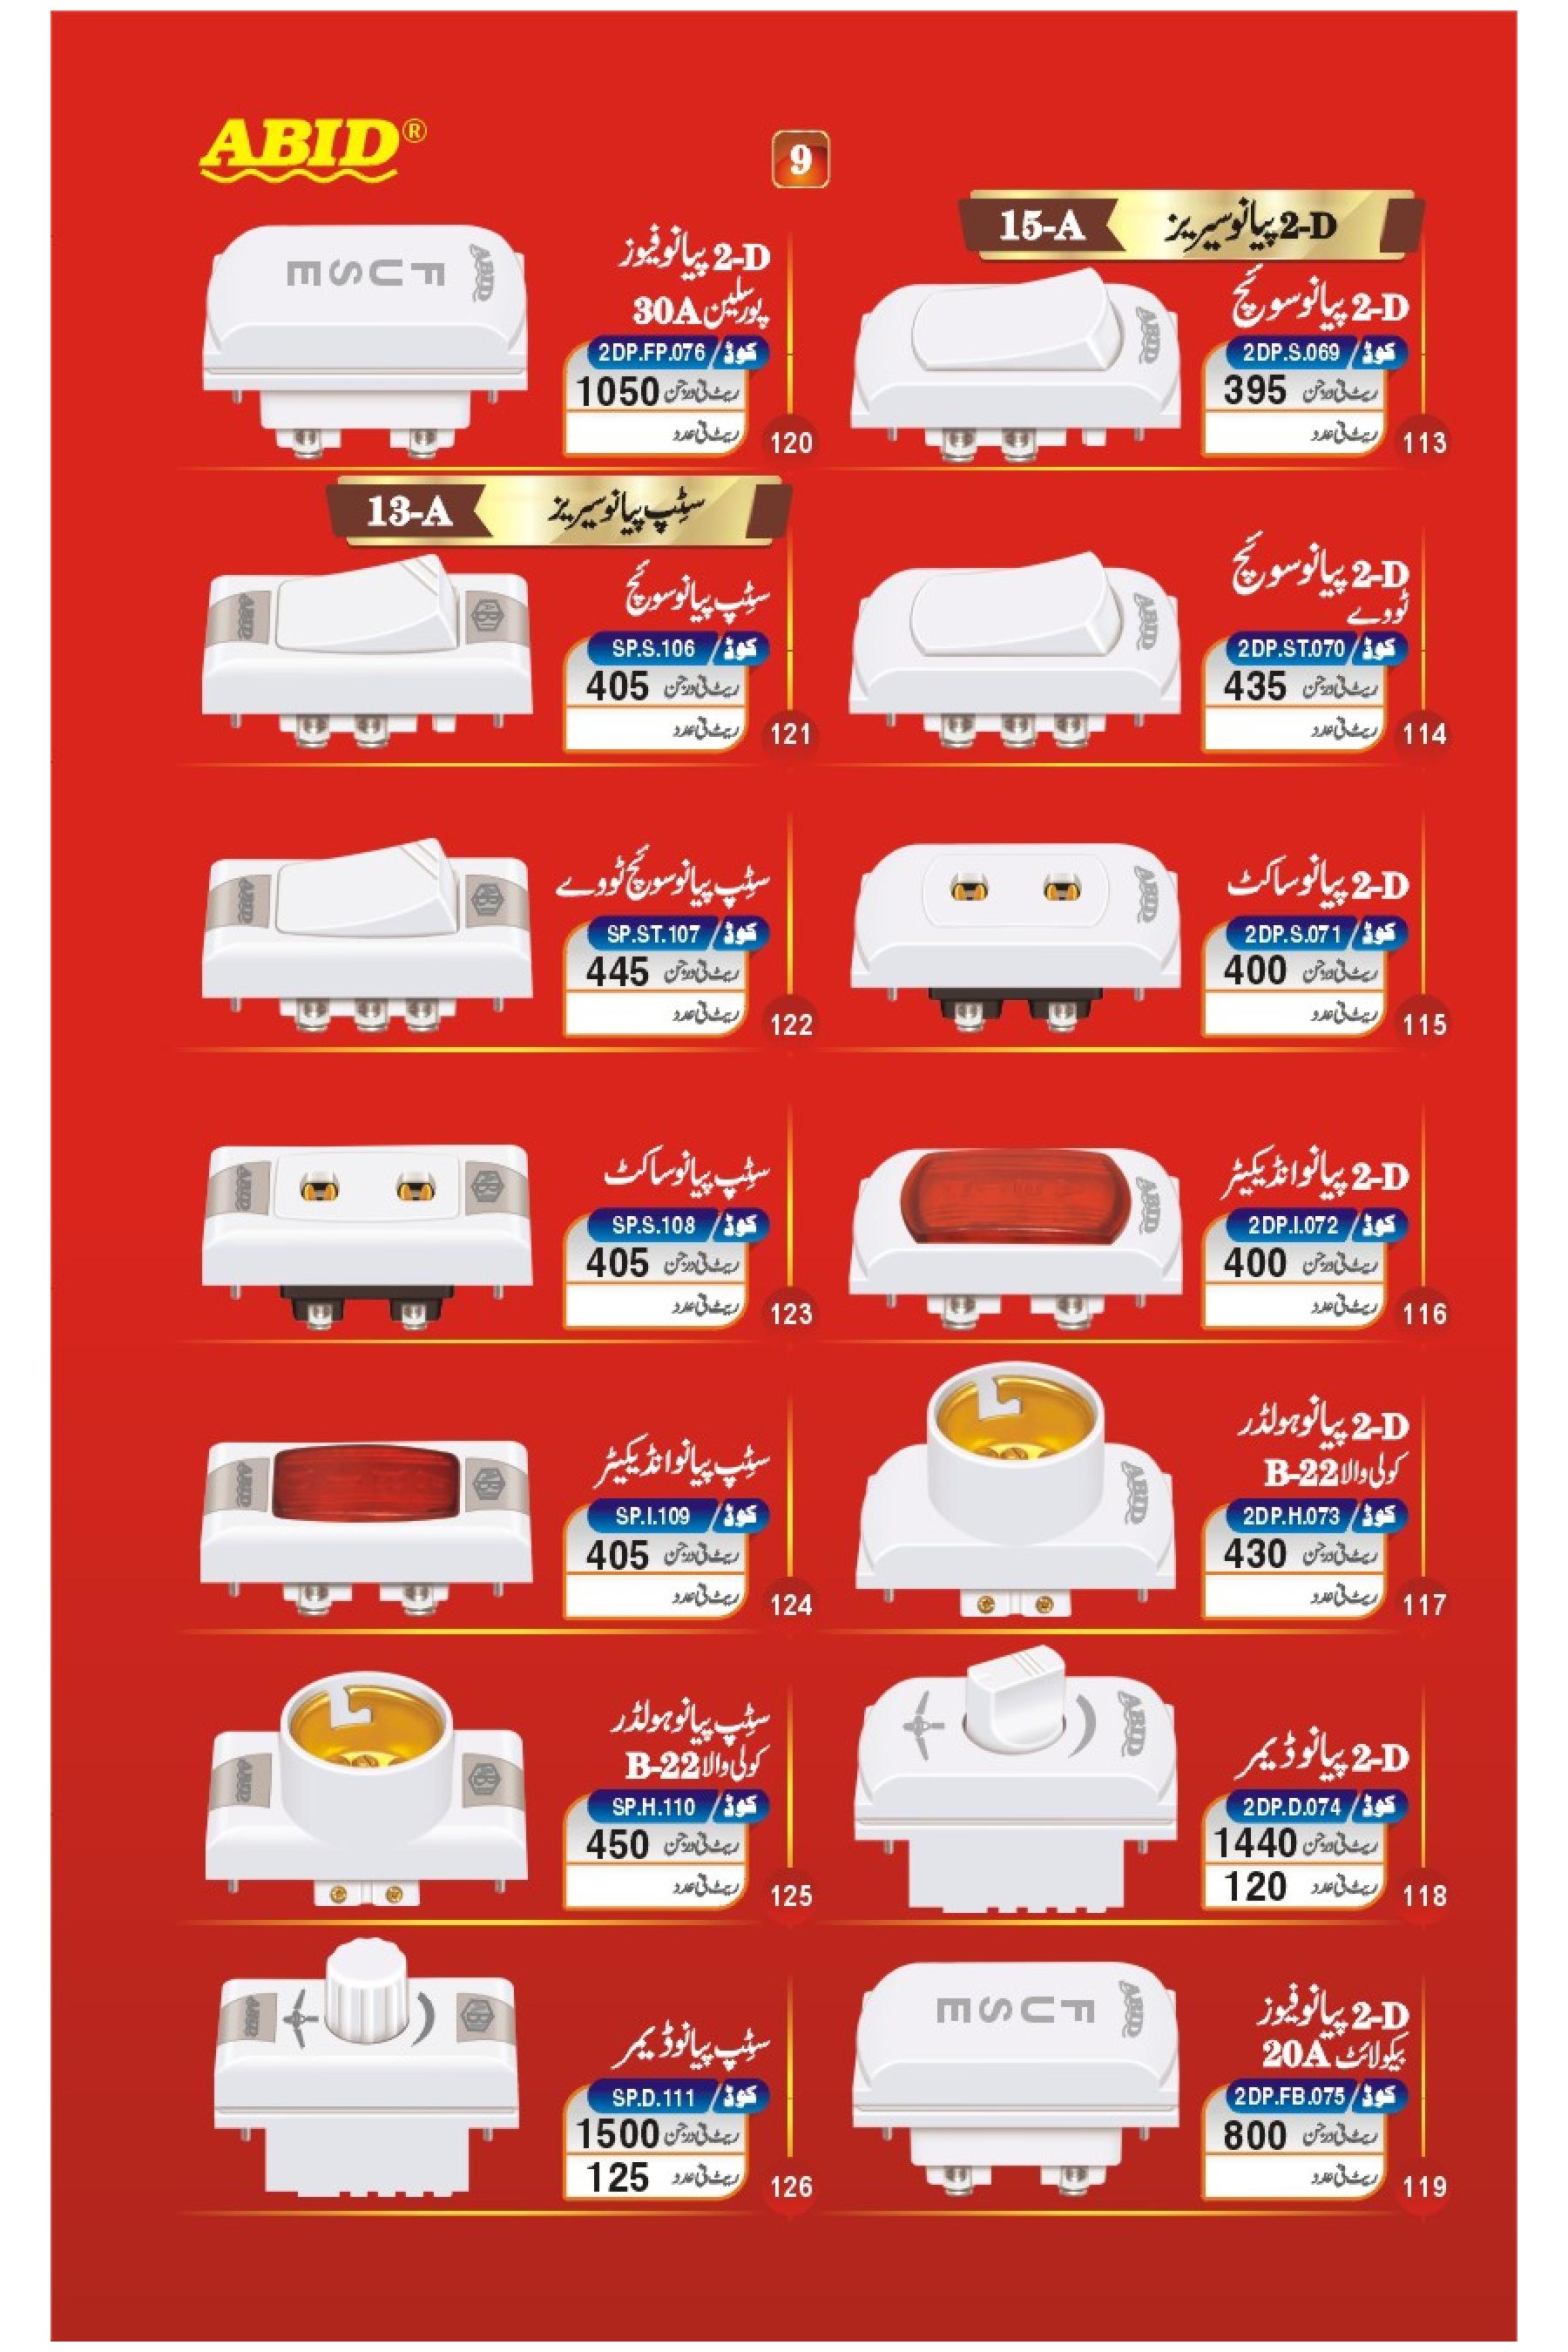 ABID®
9
2-D پیانو سیریز 15-A
2-D پیانو سوئچ
کوڈ/ 2DP.S.069
ریٹ فی درجن 395
ریٹ فی عدد
113
2-D پیانو سوئچ
ٹو وے
کوڈ/ 2DP.ST.070
ریٹ فی درجن 435
ریٹ فی عدد
114
2-D پیانو ساکٹ
کوڈ/ 2DP.S.071
ریٹ فی درجن 400
ریٹ فی عدد
115
2-D پیانو انڈیکیٹر
کوڈ/ 2DP.I.072
ریٹ فی درجن 400
ریٹ فی عدد
116
2-D پیانو ہولڈر
کولی والا B-22
کوڈ/ 2DP.H.073
ریٹ فی درجن 430
ریٹ فی عدد
117
2-D پیانو ڈیمر
کوڈ/ 2DP.D.074
ریٹ فی درجن 1440
ریٹ فی عدد 120
118
FUSE
2-D پیانو فیوز
بیکولائٹ 20A
کوڈ/ 2DP.FB.075
ریٹ فی درجن 800
ریٹ فی عدد
119
FUSE
2-D پیانو فیوز
پورسلین 30A
کوڈ/ 2DP.FP.076
ریٹ فی درجن 1050
ریٹ فی عدد
120
سٹِپ پیانو سیریز 13-A
سٹِپ پیانو سوئچ
کوڈ/ SP.S.106
ریٹ فی درجن 405
ریٹ فی عدد
121
سٹِپ پیانو سوئچ ٹو وے
کوڈ/ SP.ST.107
ریٹ فی درجن 445
ریٹ فی عدد
122
سٹِپ پیانو ساکٹ
کوڈ/ SP.S.108
ریٹ فی درجن 405
ریٹ فی عدد
123
سٹِپ پیانو انڈیکیٹر
کوڈ/ SP.I.109
ریٹ فی درجن 405
ریٹ فی عدد
124
سٹِپ پیانو ہولڈر
کولی والا B-22
کوڈ/ SP.H.110
ریٹ فی درجن 450
ریٹ فی عدد
125
سٹِپ پیانو ڈیمر
کوڈ/ SP.D.111
ریٹ فی درجن 1500
ریٹ فی عدد 125
126